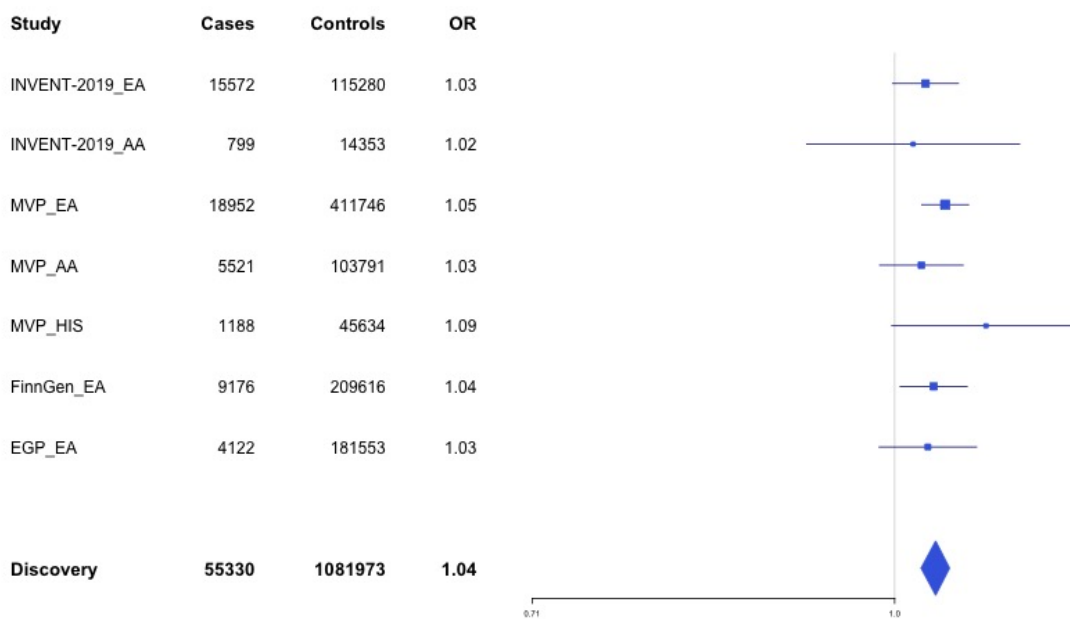 Study Cases Controls OR
INVENT-2019_EA 15572 115280 1.03
INVENT-2019_AA 799 14353 1.02
MVP_EA 18952 411746 1.05
MVP_AA 5521 103791 1.03
MVP_HIS 1188 45634 1.09
FinnGen_EA 9176 209616 1.04
EGP_EA 4122 181553 1.03
Discovery 55330 1081973 1.04
0.71 1.0